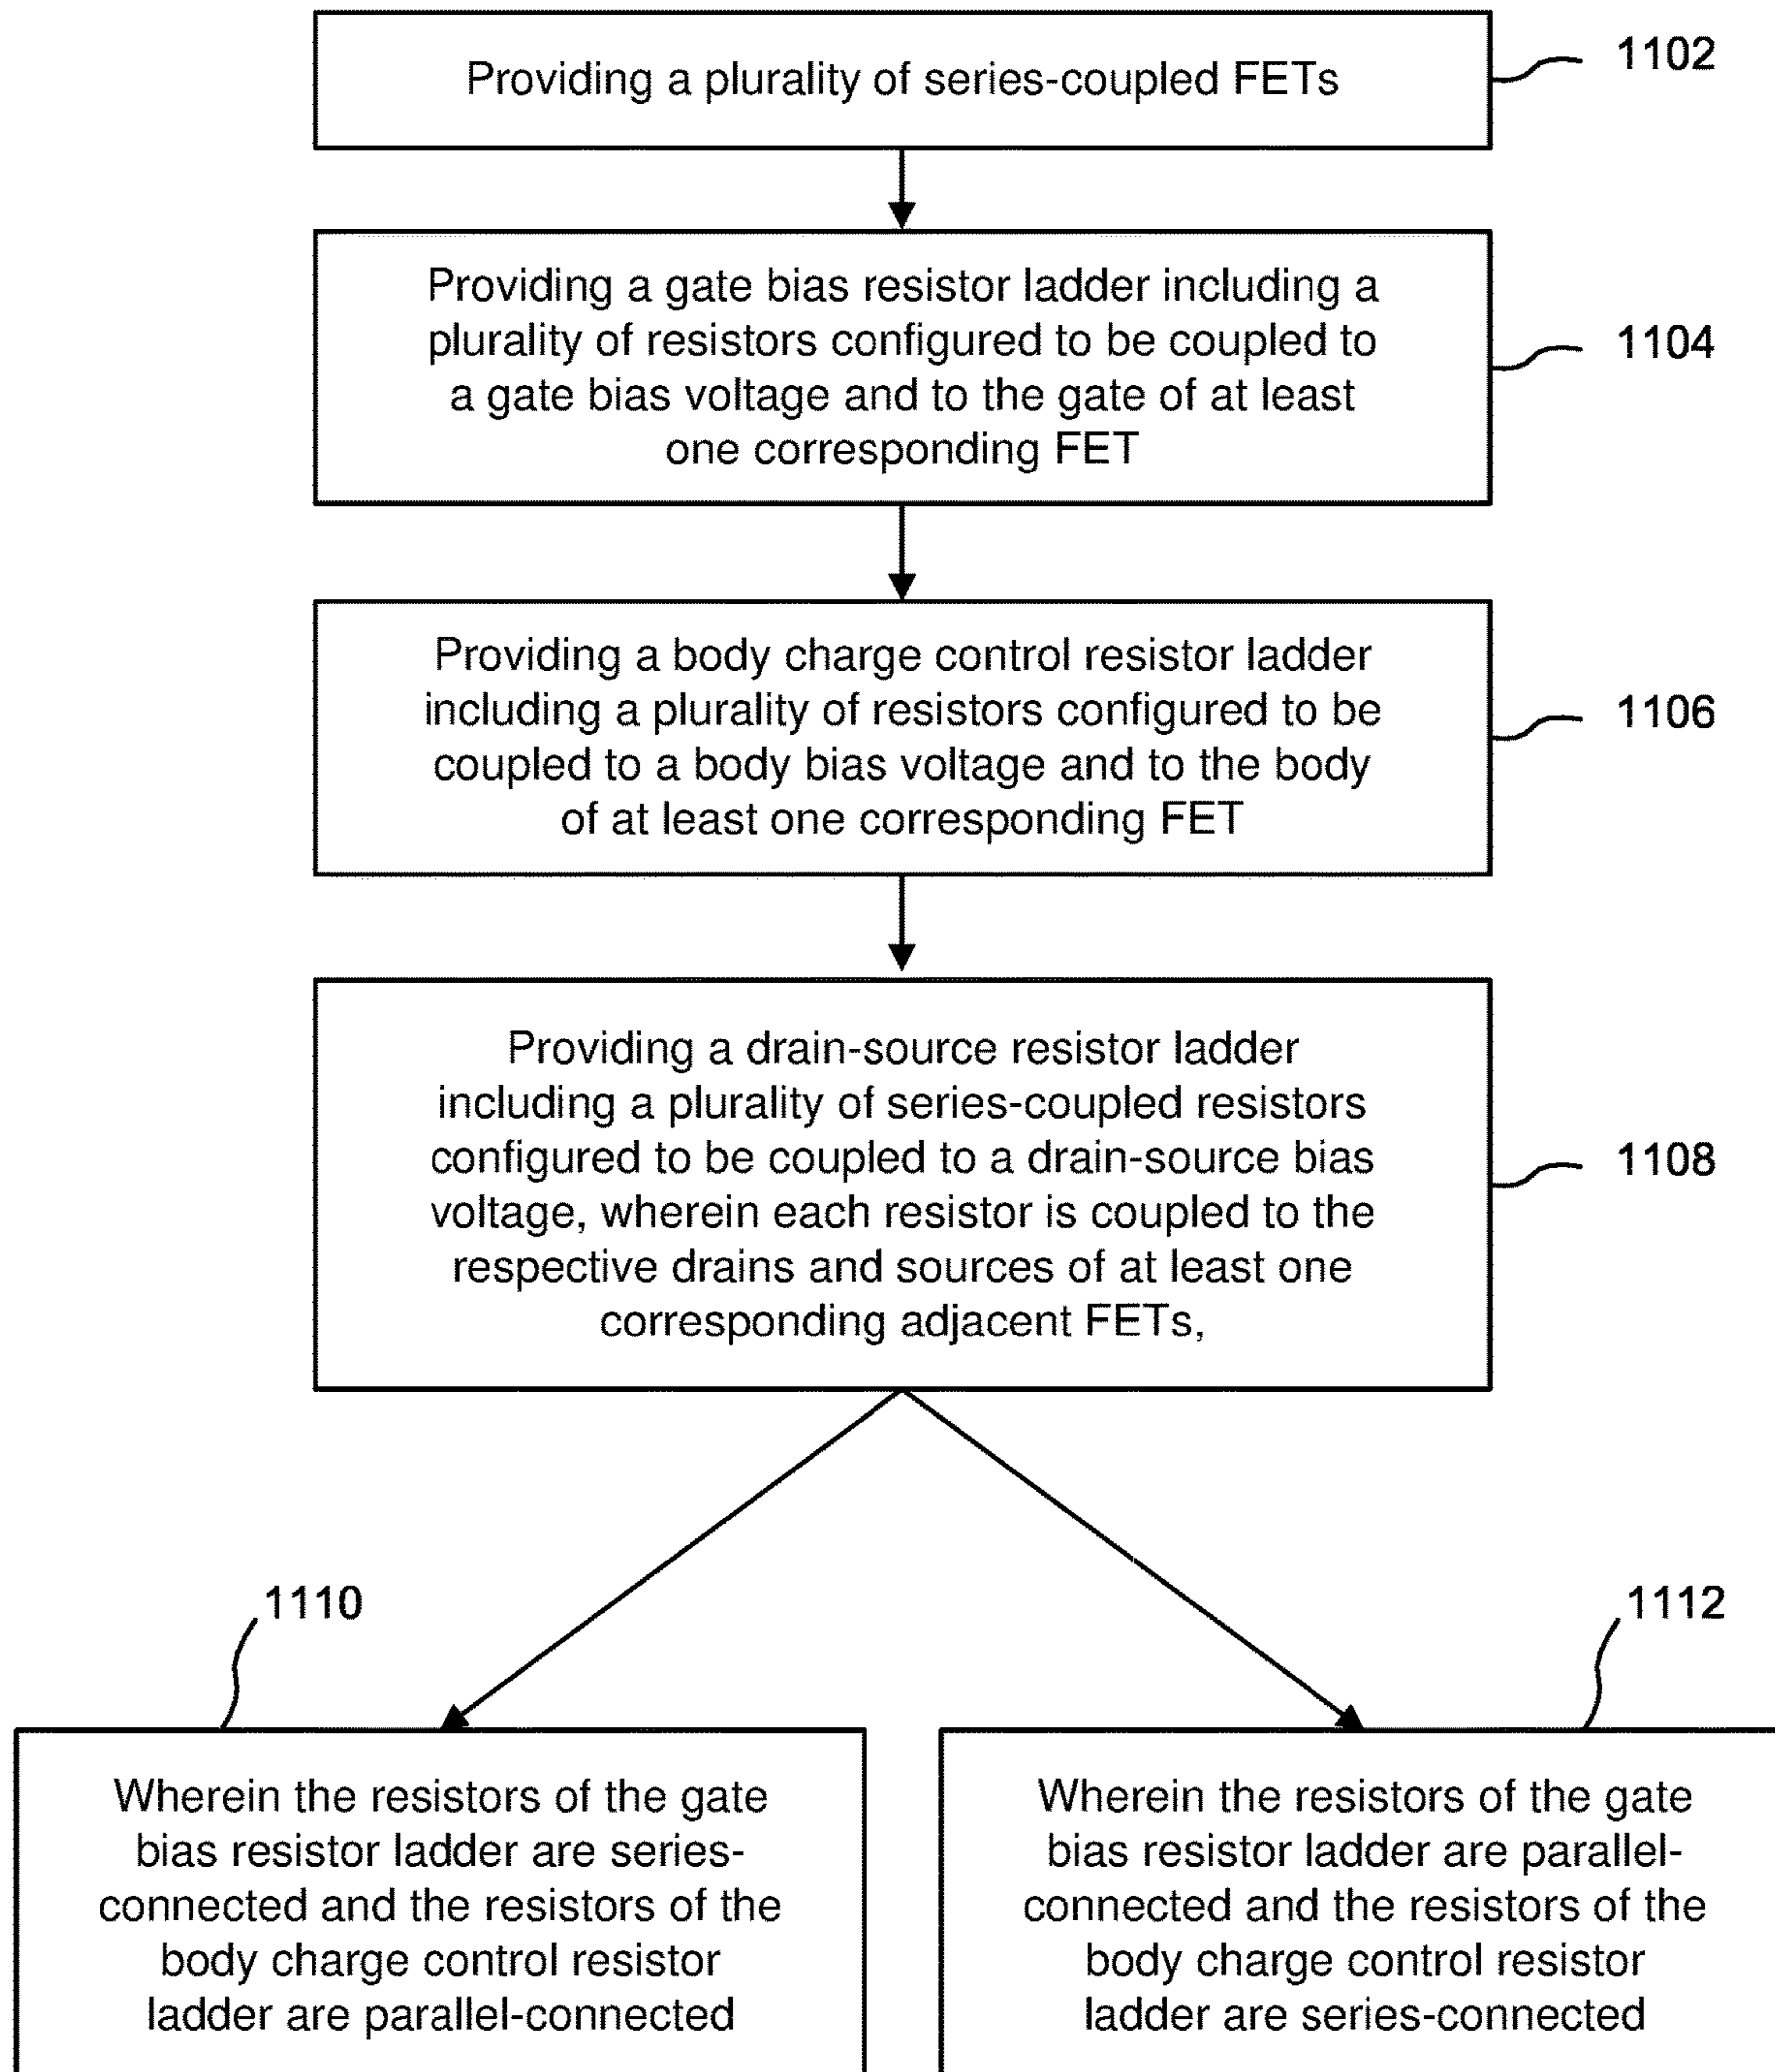 Providing a plurality of series-coupled FETs
1102
Providing a gate bias resistor ladder including a
plurality of resistors configured to be coupled to
a gate bias voltage and to the gate of at least
one corresponding FET
1104
Providing a body charge control resistor ladder
including a plurality of resistors configured to be
coupled to a body bias voltage and to the body
of at least one corresponding FET
1106
Providing a drain-source resistor ladder
including a plurality of series-coupled resistors
configured to be coupled to a drain-source bias
voltage, wherein each resistor is coupled to the
respective drains and sources of at least one
corresponding adjacent FETs,
1108
1110
Wherein the resistors of the gate
bias resistor ladder are series-
connected and the resistors of the
body charge control resistor
ladder are parallel-connected
1112
Wherein the resistors of the gate
bias resistor ladder are parallel-
connected and the resistors of the
body charge control resistor
ladder are series-connected